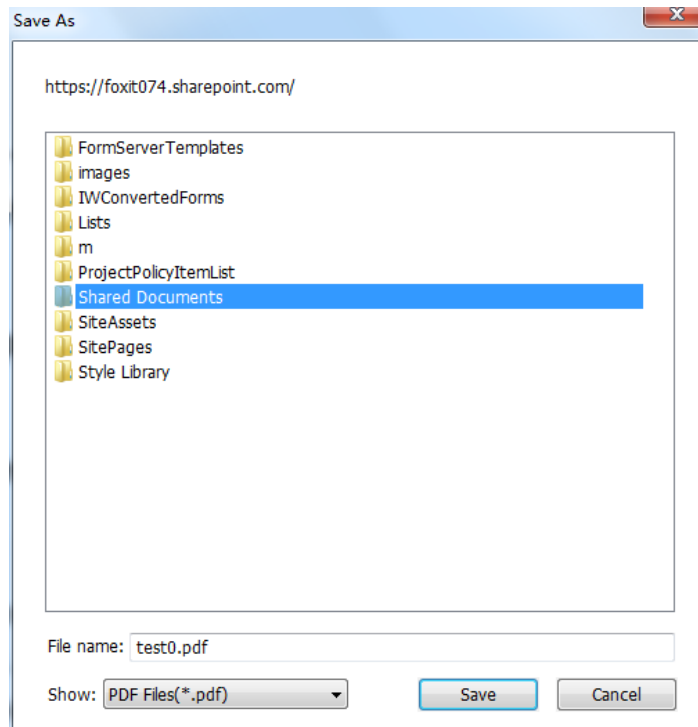 Save As
https://foxit074.sharepoint.com/
FormServerTemplates
images
IWConvertedForms
Lists
m
ProjectPolicyItemList
Shared Documents
SiteAssets
SitePages
Style Library
File name: test0.pdf
Show: PDF Files(*.pdf) Save Cancel